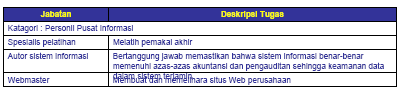 Jabatan Deskripsi Tugas
Katagori : Personil Pusat Informasi
Spesialis pelatihan Melatih pemakai akhir
Autor sistem informasi Bertanggung jawab memastikan bahwa sistem informasi benar-benar
memenuhi azas-azas akuntansi dan pengauditan sehingga keamanan data
dalam sistem terjamin
Webmaster Membuat dan memelihara situs Web perusahaan